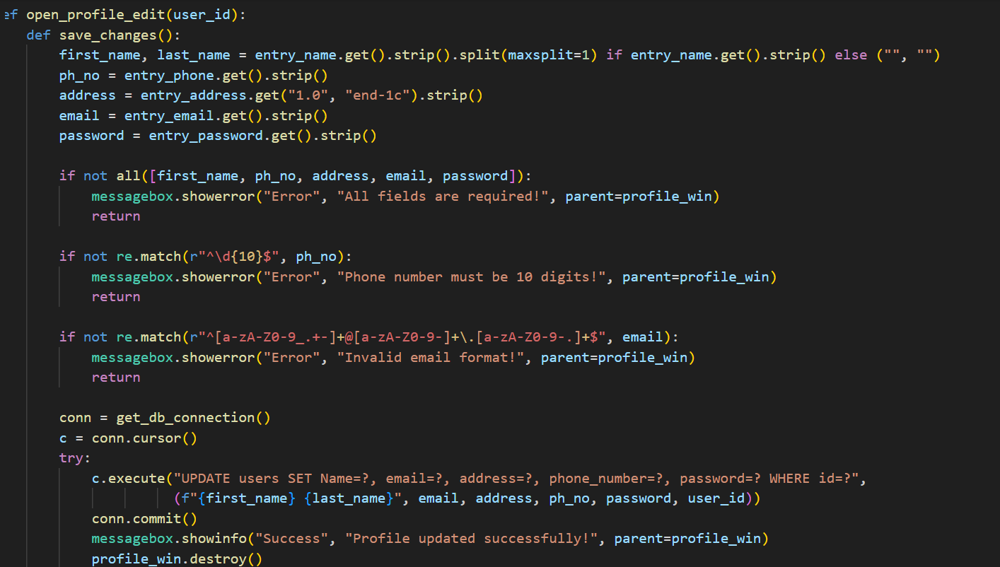 ef open_profile_edit(user_id):
    def save_changes():
        first_name, last_name = entry_name.get().strip().split(maxsplit=1) if entry_name.get().strip() else ("", "")
        ph_no = entry_phone.get().strip()
        address = entry_address.get("1.0", "end-1c").strip()
        email = entry_email.get().strip()
        password = entry_password.get().strip()

        if not all([first_name, ph_no, address, email, password]):
            messagebox.showerror("Error", "All fields are required!", parent=profile_win)
            return

        if not re.match(r"^\d{10}$", ph_no):
            messagebox.showerror("Error", "Phone number must be 10 digits!", parent=profile_win)
            return

        if not re.match(r"^[a-zA-Z0-9_.+-]+@[a-zA-Z0-9-]+\.[a-zA-Z0-9-.]+$", email):
            messagebox.showerror("Error", "Invalid email format!", parent=profile_win)
            return

        conn = get_db_connection()
        c = conn.cursor()
        try:
            c.execute("UPDATE users SET Name=?, email=?, address=?, phone_number=?, password=? WHERE id=?",
                      (f"{first_name} {last_name}", email, address, ph_no, password, user_id))
            conn.commit()
            messagebox.showinfo("Success", "Profile updated successfully!", parent=profile_win)
            profile_win.destroy()